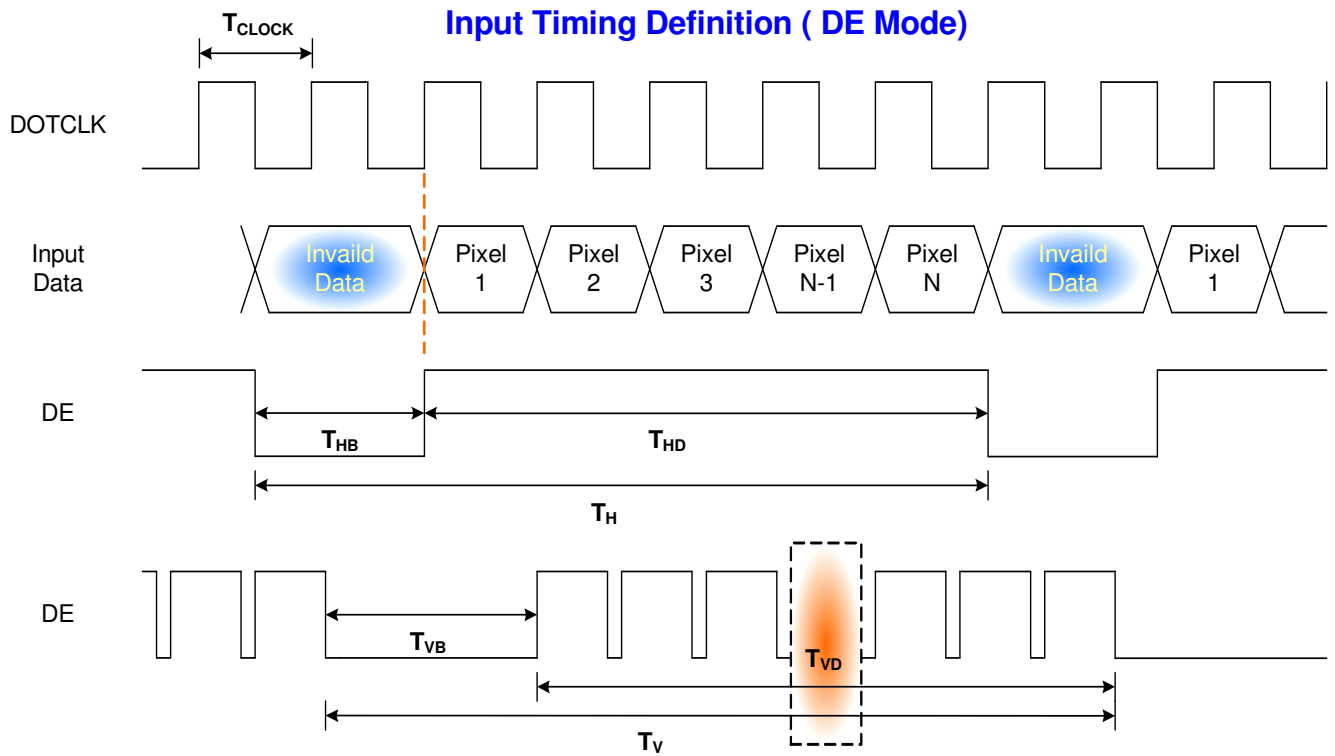 Input Timing Definition ( DE Mode)
TCLOCK
DOTCLK
Input
Data
Invaild
Data
Pixel
1
Pixel
2
Pixel
3
Pixel
N-1
Pixel
N
Invaild
Data
Pixel
1
DE
THB
THD
TH
DE
TVB
TVD
TV